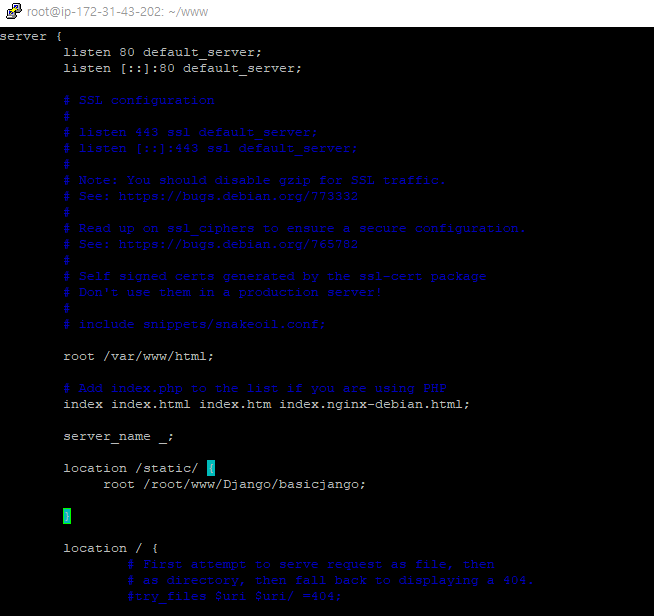 root@ip-172-31-43-202: ~/www
server {
listen 80 default_server;
listen [::]:80 default_server;
# SSL configuration
#
# listen 443 ssl default_server;
# listen [::]:443 ssl default_server;
#
# Note: You should disable gzip for SSL traffic.
# See: https://bugs.debian.org/773332
#
# Read up on ssl_ciphers to ensure a secure configuration.
# See: https://bugs.debian.org/765782
#
# Self signed certs generated by the ssl-cert package
# Don't use them in a production server!
#
# include snippets/snakeoil.conf;
root /var/www/html;
# Add index.php to the list if you are using PHP
index index.html index.htm index.nginx-debian.html;
server_name _;
location /static/ {
root /root/www/Django/basicjango;
}
location / {
# First attempt to serve request as file, then
# as directory, then fall back to displaying a 404.
#try_files $uri $uri/ =404;